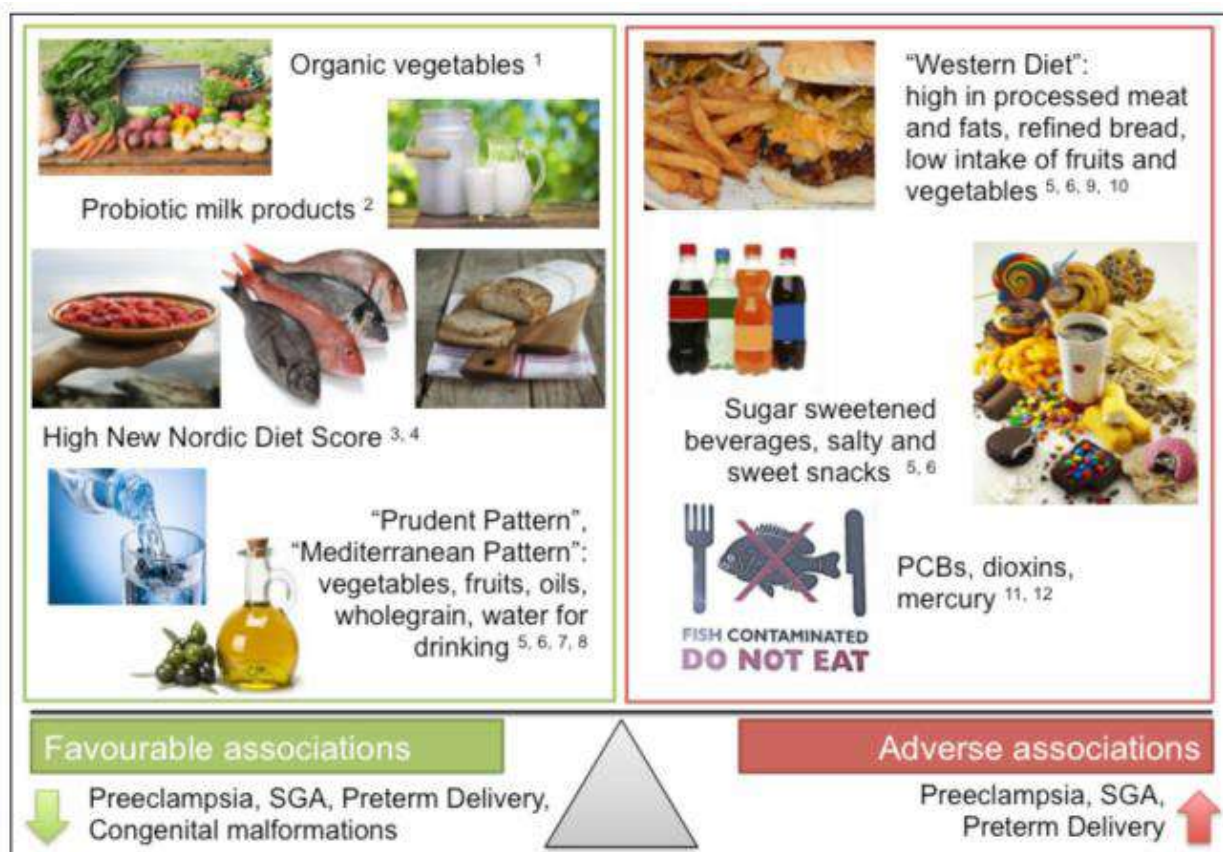 Organic vegetables 1
Probiotic milk products 2
High New Nordic Diet Score 3, 4
“Prudent Pattern”,
“Mediterranean Pattern”:
vegetables, fruits, oils,
wholegrain, water for
drinking 5, 6, 7, 8
“Western Diet”:
high in processed meat
and fats, refined bread,
low intake of fruits and
vegetables 5, 6, 9, 10
Sugar sweetened
beverages, salty and
sweet snacks 5, 6
PCBs, dioxins,
mercury 11, 12
FISH CONTAMINATED
DO NOT EAT
Favourable associations
Preeclampsia, SGA, Preterm Delivery,
Congenital malformations
Adverse associations
Preeclampsia, SGA,
Preterm Delivery